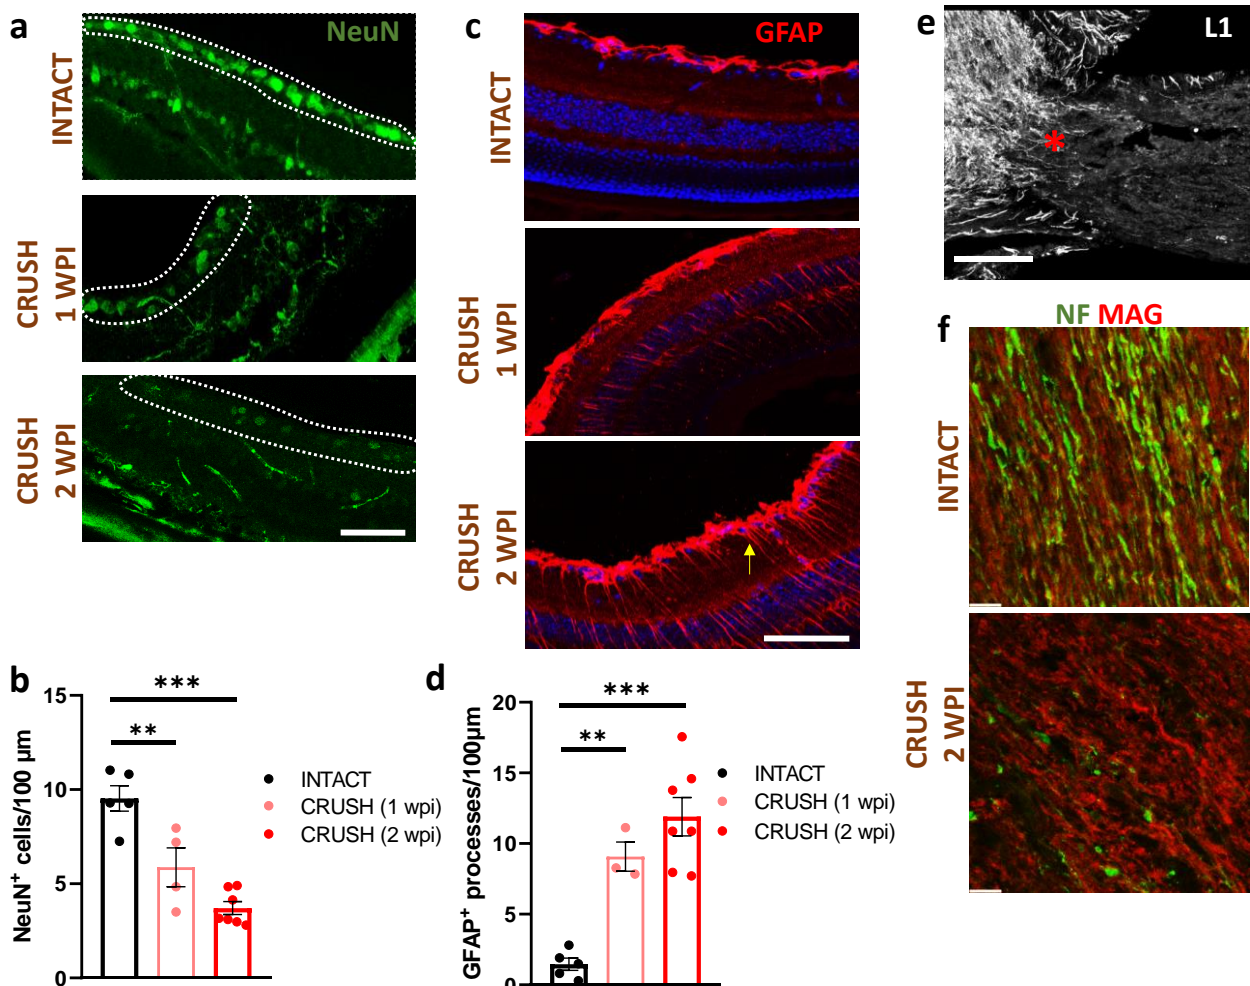 a
NeuN
INTACT
CRUSH
1 WPI
CRUSH
2 WPI
c
GFAP
INTACT
CRUSH
1 WPI
CRUSH
2 WPI
e
L1
*
f
NF MAG
INTACT
CRUSH
2 WPI
b
NeuN⁺ cells/100 µm
15
10
5
0
***
**
INTACT
CRUSH (1 wpi)
CRUSH (2 wpi)
d
GFAP⁺ processes/100µm
20
15
10
5
0
***
**
INTACT
CRUSH (1 wpi)
CRUSH (2 wpi)